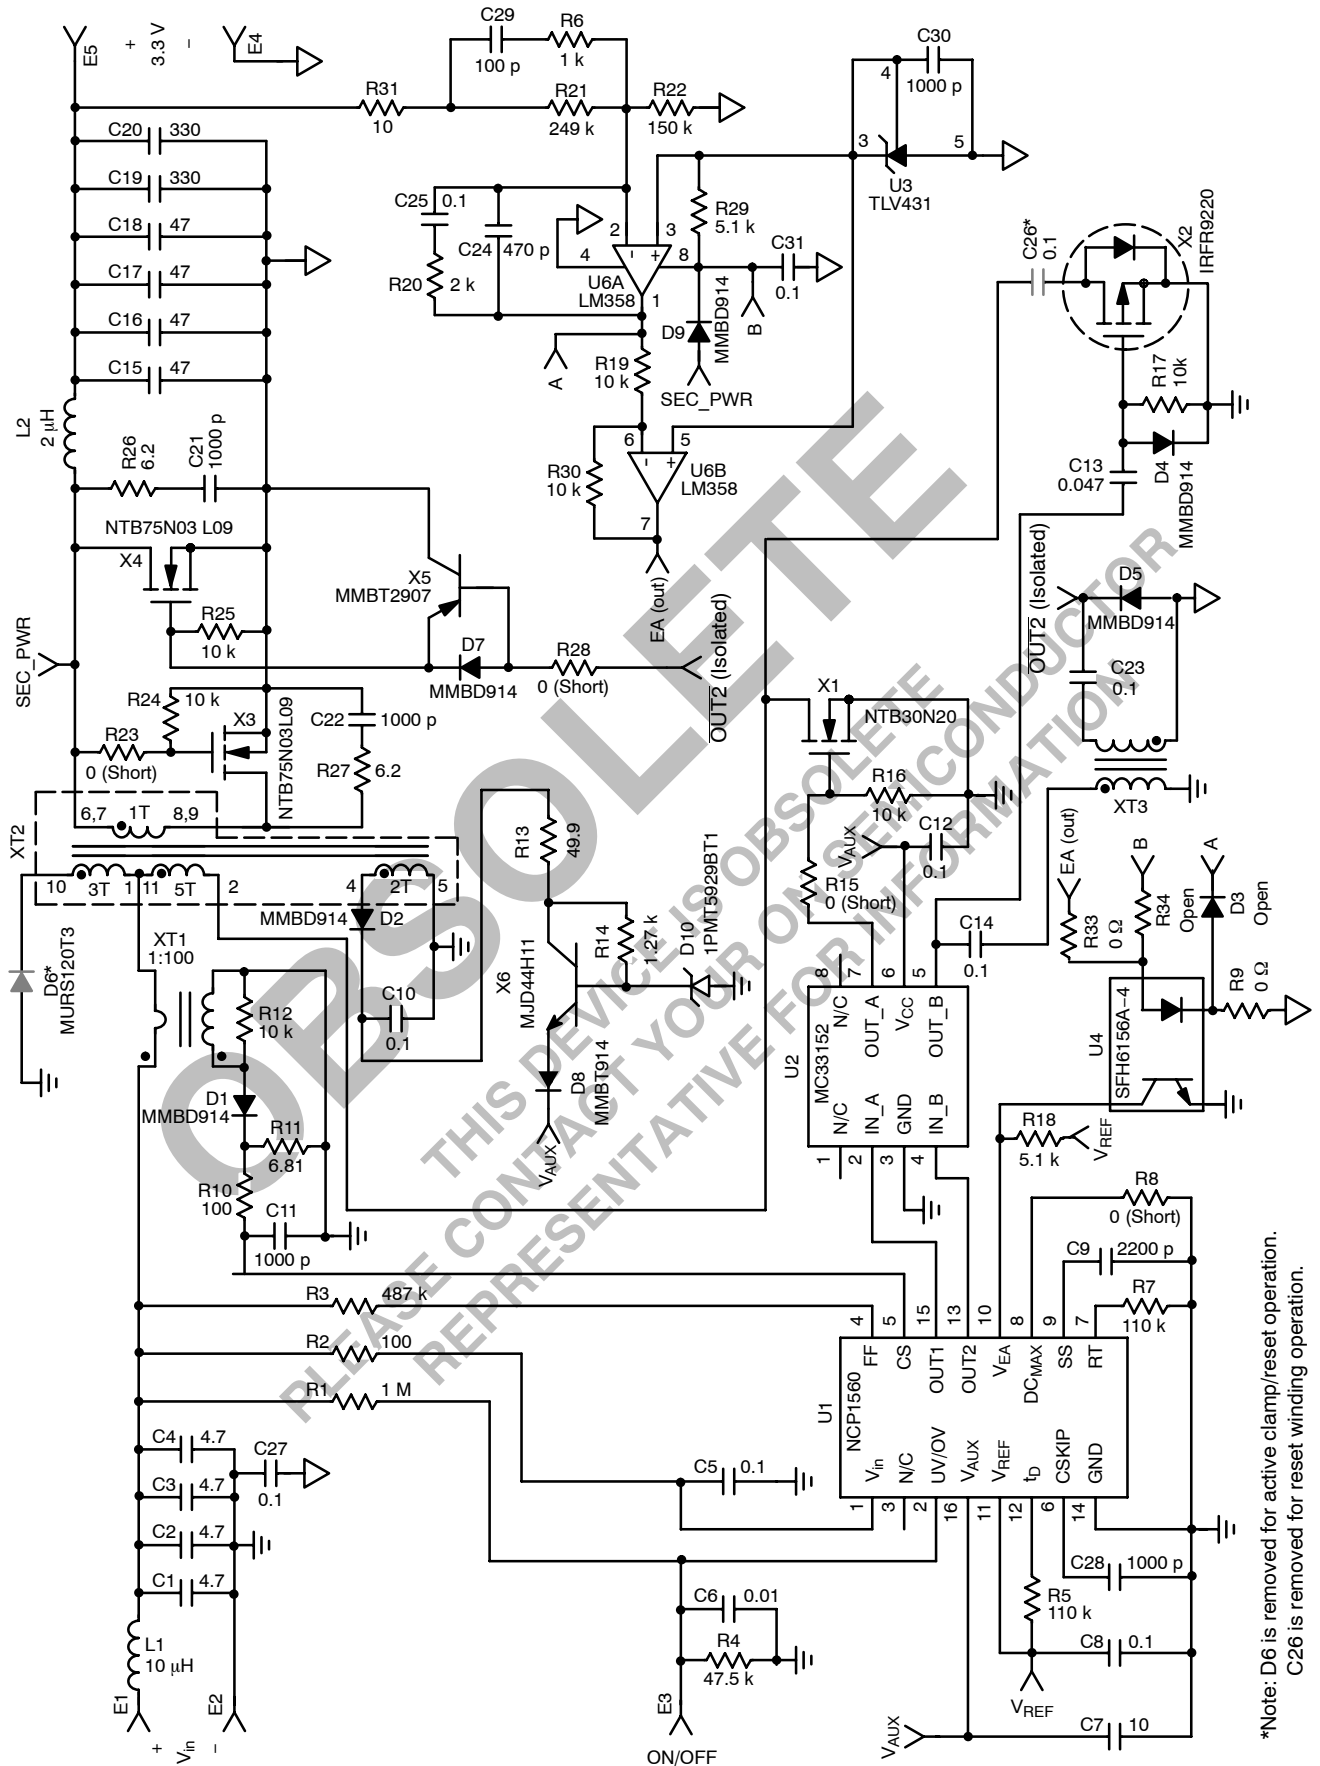 C29
R6
100 p
1 k
C30
4
1000 p
E5
+
3.3 V
−
E4
R31
10
R21
249 k
R22
150 k
C20
330
3
5
U3
TLV431
C19
330
C25
0.1
R29
5.1 k
C18
47
C24
470 p
2
3
4
8
C31
0.1
C26*
0.1
X2
IRFR9220
C17
47
R20
2 k
U6A
LM358
1
C16
47
D9
MMBD914
B
A
R19
10 k
C15
47
SEC_PWR
R17
10k
L2
2 μH
R26
6.2
C21
1000 p
6
5
R30
10 k
U6B
LM358
7
C13
0.047
D4
MMBD914
NTB75N03 L09
X4
X5
MMBT2907
EA (out)
OUT2 (Isolated)
D5
MMBD914
SEC_PWR
R25
10 k
D7
MMBD914
R28
0 (Short)
OUT2 (Isolated)
C23
0.1
R24
10 k
X1
NTB30N20
R23
0 (Short)
X3
NTB75N03L09
C22
1000 p
R27
6.2
R16
10 k
XT3
XT2
6,7
1T
8,9
R13
49.9
VAUX
C12
0.1
R15
0 (Short)
EA (out)
B
A
10
3T
1
11
5T
2
4
2T
5
MMBD914
D2
R33
0 Ω
R34
Open
D3
Open
D6*
MURS120T3
XT1
1:100
X6
MJD44H11
R14
1.27 k
D10
1PMT5929BT1
C14
0.1
R12
10 k
C10
0.1
8
7
6
5
N/C
OUT_A
VCC
OUT_B
R9
0 Ω
U2
MC33152
U4
SFH6156A–4
D1
MMBD914
D8
MMBT914
VAUX
N/C
IN_A
GND
IN_B
R11
6.81
1
2
3
4
R18
5.1 k
VREF
R10
100
C11
1000 p
R8
0 (Short)
C9
2200 p
R3
487 k
R7
110 k
R2
100
4
5
15
13
10
8
9
7
R1
1 M
U1
NCP1560
FF
CS
OUT1
OUT2
VEA
DCMAX
SS
RT
C4
4.7
C27
0.1
C3
4.7
C5
0.1
Vin
N/C
UV/OV
VAUX
VREF
tD
CSKIP
GND
1
3
2
16
11
12
6
14
C2
4.7
C1
4.7
C28
1000 p
C6
0.01
R5
110 k
L1
10 μH
R4
47.5 k
C8
0.1
E1
E2
E3
ON/OFF
VREF
+
Vin
−
VAUX
C7
10
*Note: D6 is removed for active clamp/reset operation.
C26 is removed for reset winding operation.
OBSOLETE
THIS DEVICE IS OBSOLETE
PLEASE CONTACT YOUR ON SEMICONDUCTOR
REPRESENTATIVE FOR INFORMATION